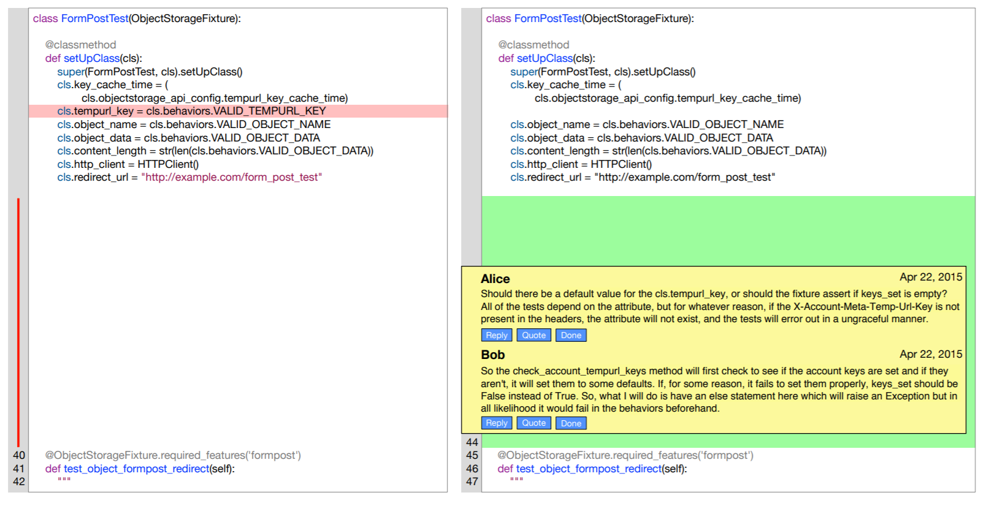 class FormPostTest(ObjectStorageFixture):
@classmethod
def setUpClass(cls):
super(FormPostTest, cls).setUpClass()
cls.key_cache_time = (
cls.objectstorage_api_config.tempurl_key_cache_time)
cls.tempurl_key = cls.behaviors.VALID_TEMPURL_KEY
cls.object_name = cls.behaviors.VALID_OBJECT_NAME
cls.object_data = cls.behaviors.VALID_OBJECT_DATA
cls.content_length = str(len(cls.behaviors.VALID_OBJECT_DATA))
cls.http_client = HTTPClient()
cls.redirect_url = "http://example.com/form_post_test"
40 @ObjectStorageFixture.required_features('formpost')
41 def test_object_formpost_redirect(self):
42 """
class FormPostTest(ObjectStorageFixture):
@classmethod
def setUpClass(cls):
super(FormPostTest, cls).setUpClass()
cls.key_cache_time = (
cls.objectstorage_api_config.tempurl_key_cache_time)
cls.object_name = cls.behaviors.VALID_OBJECT_NAME
cls.object_data = cls.behaviors.VALID_OBJECT_DATA
cls.content_length = str(len(cls.behaviors.VALID_OBJECT_DATA))
cls.http_client = HTTPClient()
cls.redirect_url = "http://example.com/form_post_test"
Alice Apr 22, 2015
Should there be a default value for the cls.tempurl_key, or should the fixture assert if keys_set is empty?
All of the tests depend on the attribute, but for whatever reason, if the X-Account-Meta-Temp-Url-Key is not
present in the headers, the attribute will not exist, and the tests will error out in a ungraceful manner.
Reply Quote Done
Bob Apr 22, 2015
So the check_account_tempurl_keys method will first check to see if the account keys are set and if they
aren't, it will set them to some defaults. If, for some reason, it fails to set them properly, keys_set should be
False instead of True. So, what I will do is have an else statement here which will raise an Exception but in
all likelihood it would fail in the behaviors beforehand.
Reply Quote Done
44
45 @ObjectStorageFixture.required_features('formpost')
46 def test_object_formpost_redirect(self):
47 """